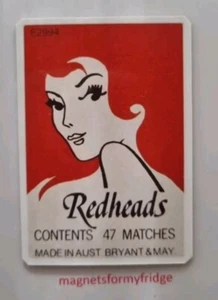 Redheads
CONTENTS 47 MATCHES
MADE IN AUST BRYANT & MAY
magnetsformyfridge